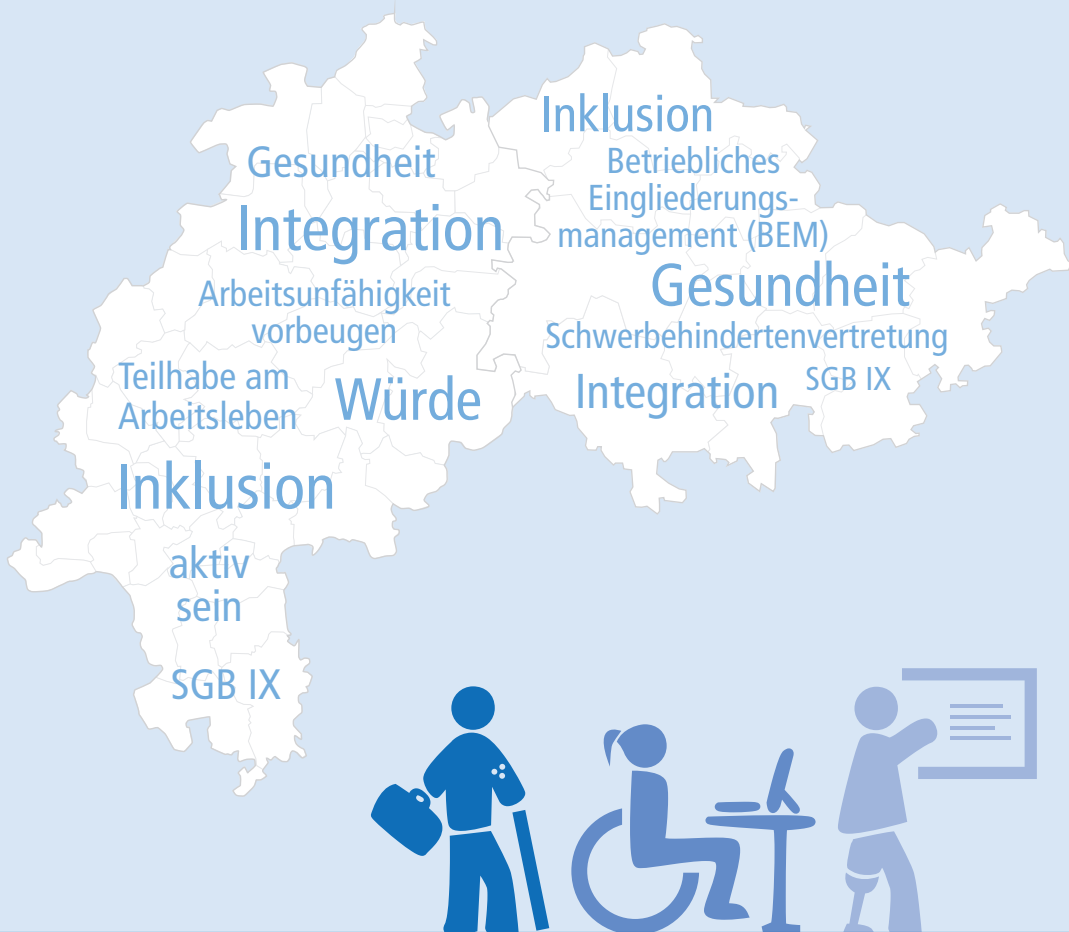 Gesundheit
Integration
Arbeitsunfähigkeit
vorbeugen
Teilhabe am
Arbeitsleben
Würde
Inklusion
aktiv
sein
SGB IX
Inklusion
Betriebliches
Eingliederungs-
management (BEM)
Gesundheit
Schwerbehindertenvertretung
Integration
SGB IX